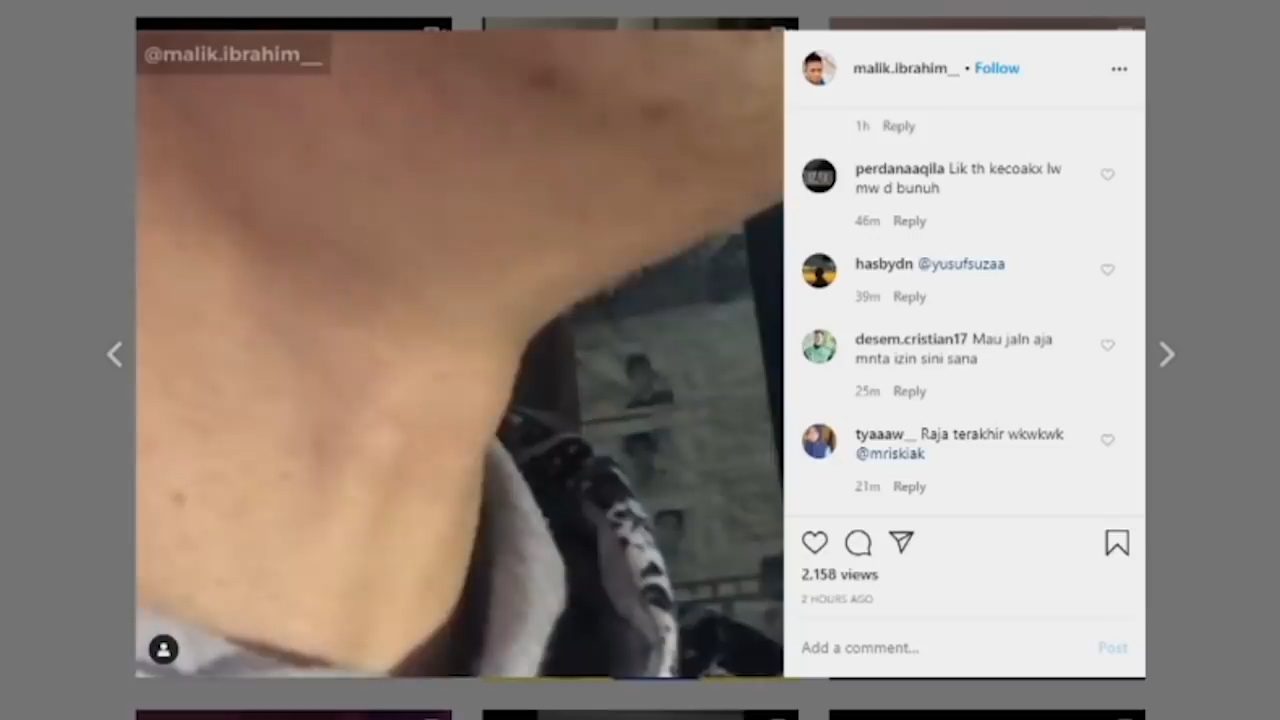 @malik.ibrahim__
malik.ibrahim__ • Follow
1h Reply
perdanaaqila Lik th kecoakx lw
mw d bunuh
46m Reply
hasbydn @yusufsuzaa
39m Reply
desem.cristian17 Mau jaln aja
mnta izin sini sana
25m Reply
tyaaaw__ Raja terakhir wkwkwk
@mriskiak
21m Reply
2,158 views
2 HOURS AGO
Add a comment... Post